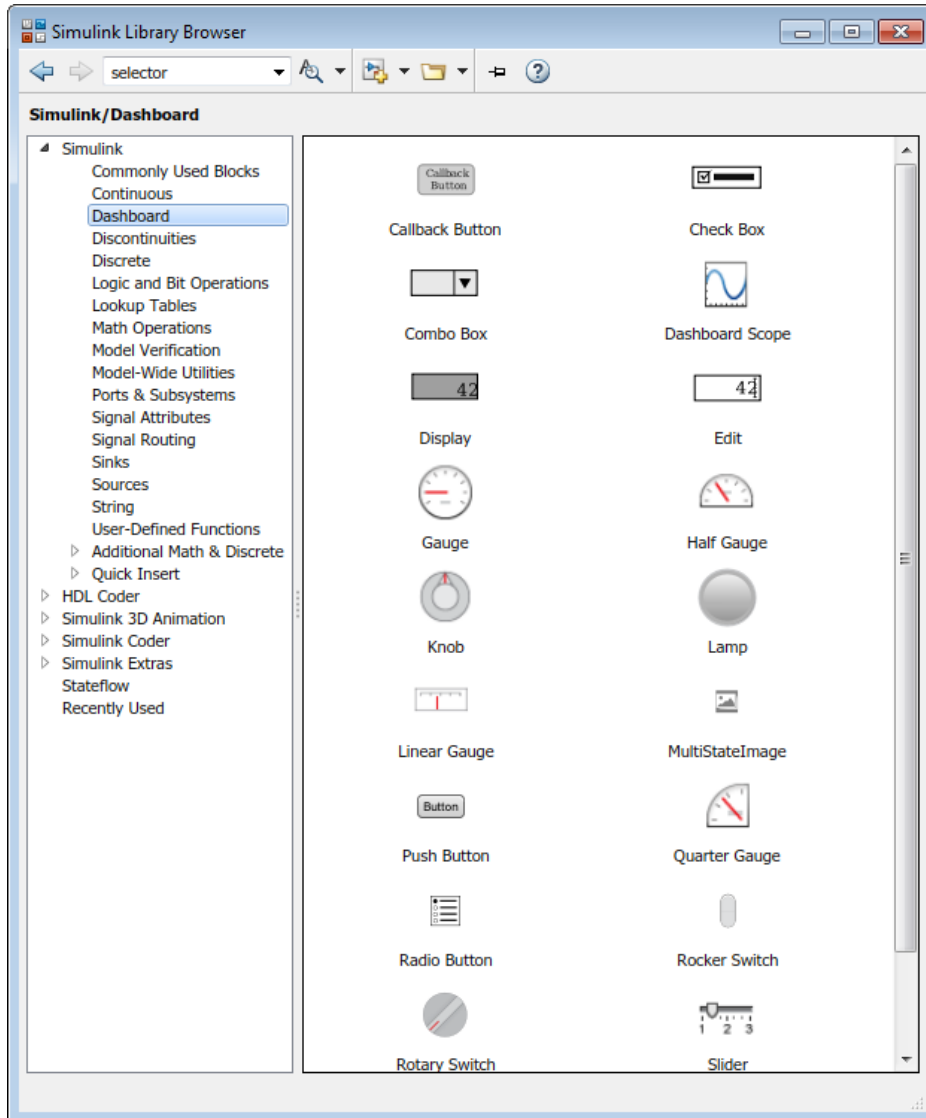 Simulink Library Browser
selector
Simulink/Dashboard
Simulink
Commonly Used Blocks
Continuous
Dashboard
Discontinuities
Discrete
Logic and Bit Operations
Lookup Tables
Math Operations
Model Verification
Model-Wide Utilities
Ports & Subsystems
Signal Attributes
Signal Routing
Sinks
Sources
String
User-Defined Functions
Additional Math & Discrete
Quick Insert
HDL Coder
Simulink 3D Animation
Simulink Coder
Simulink Extras
Stateflow
Recently Used
Callback
Button
Callback Button
Check Box
Combo Box
Dashboard Scope
42
Display
42
Edit
Gauge
Half Gauge
Knob
Lamp
Linear Gauge
MultiStateImage
Button
Push Button
Quarter Gauge
Radio Button
Rocker Switch
Rotary Switch
1 2 3
Slider